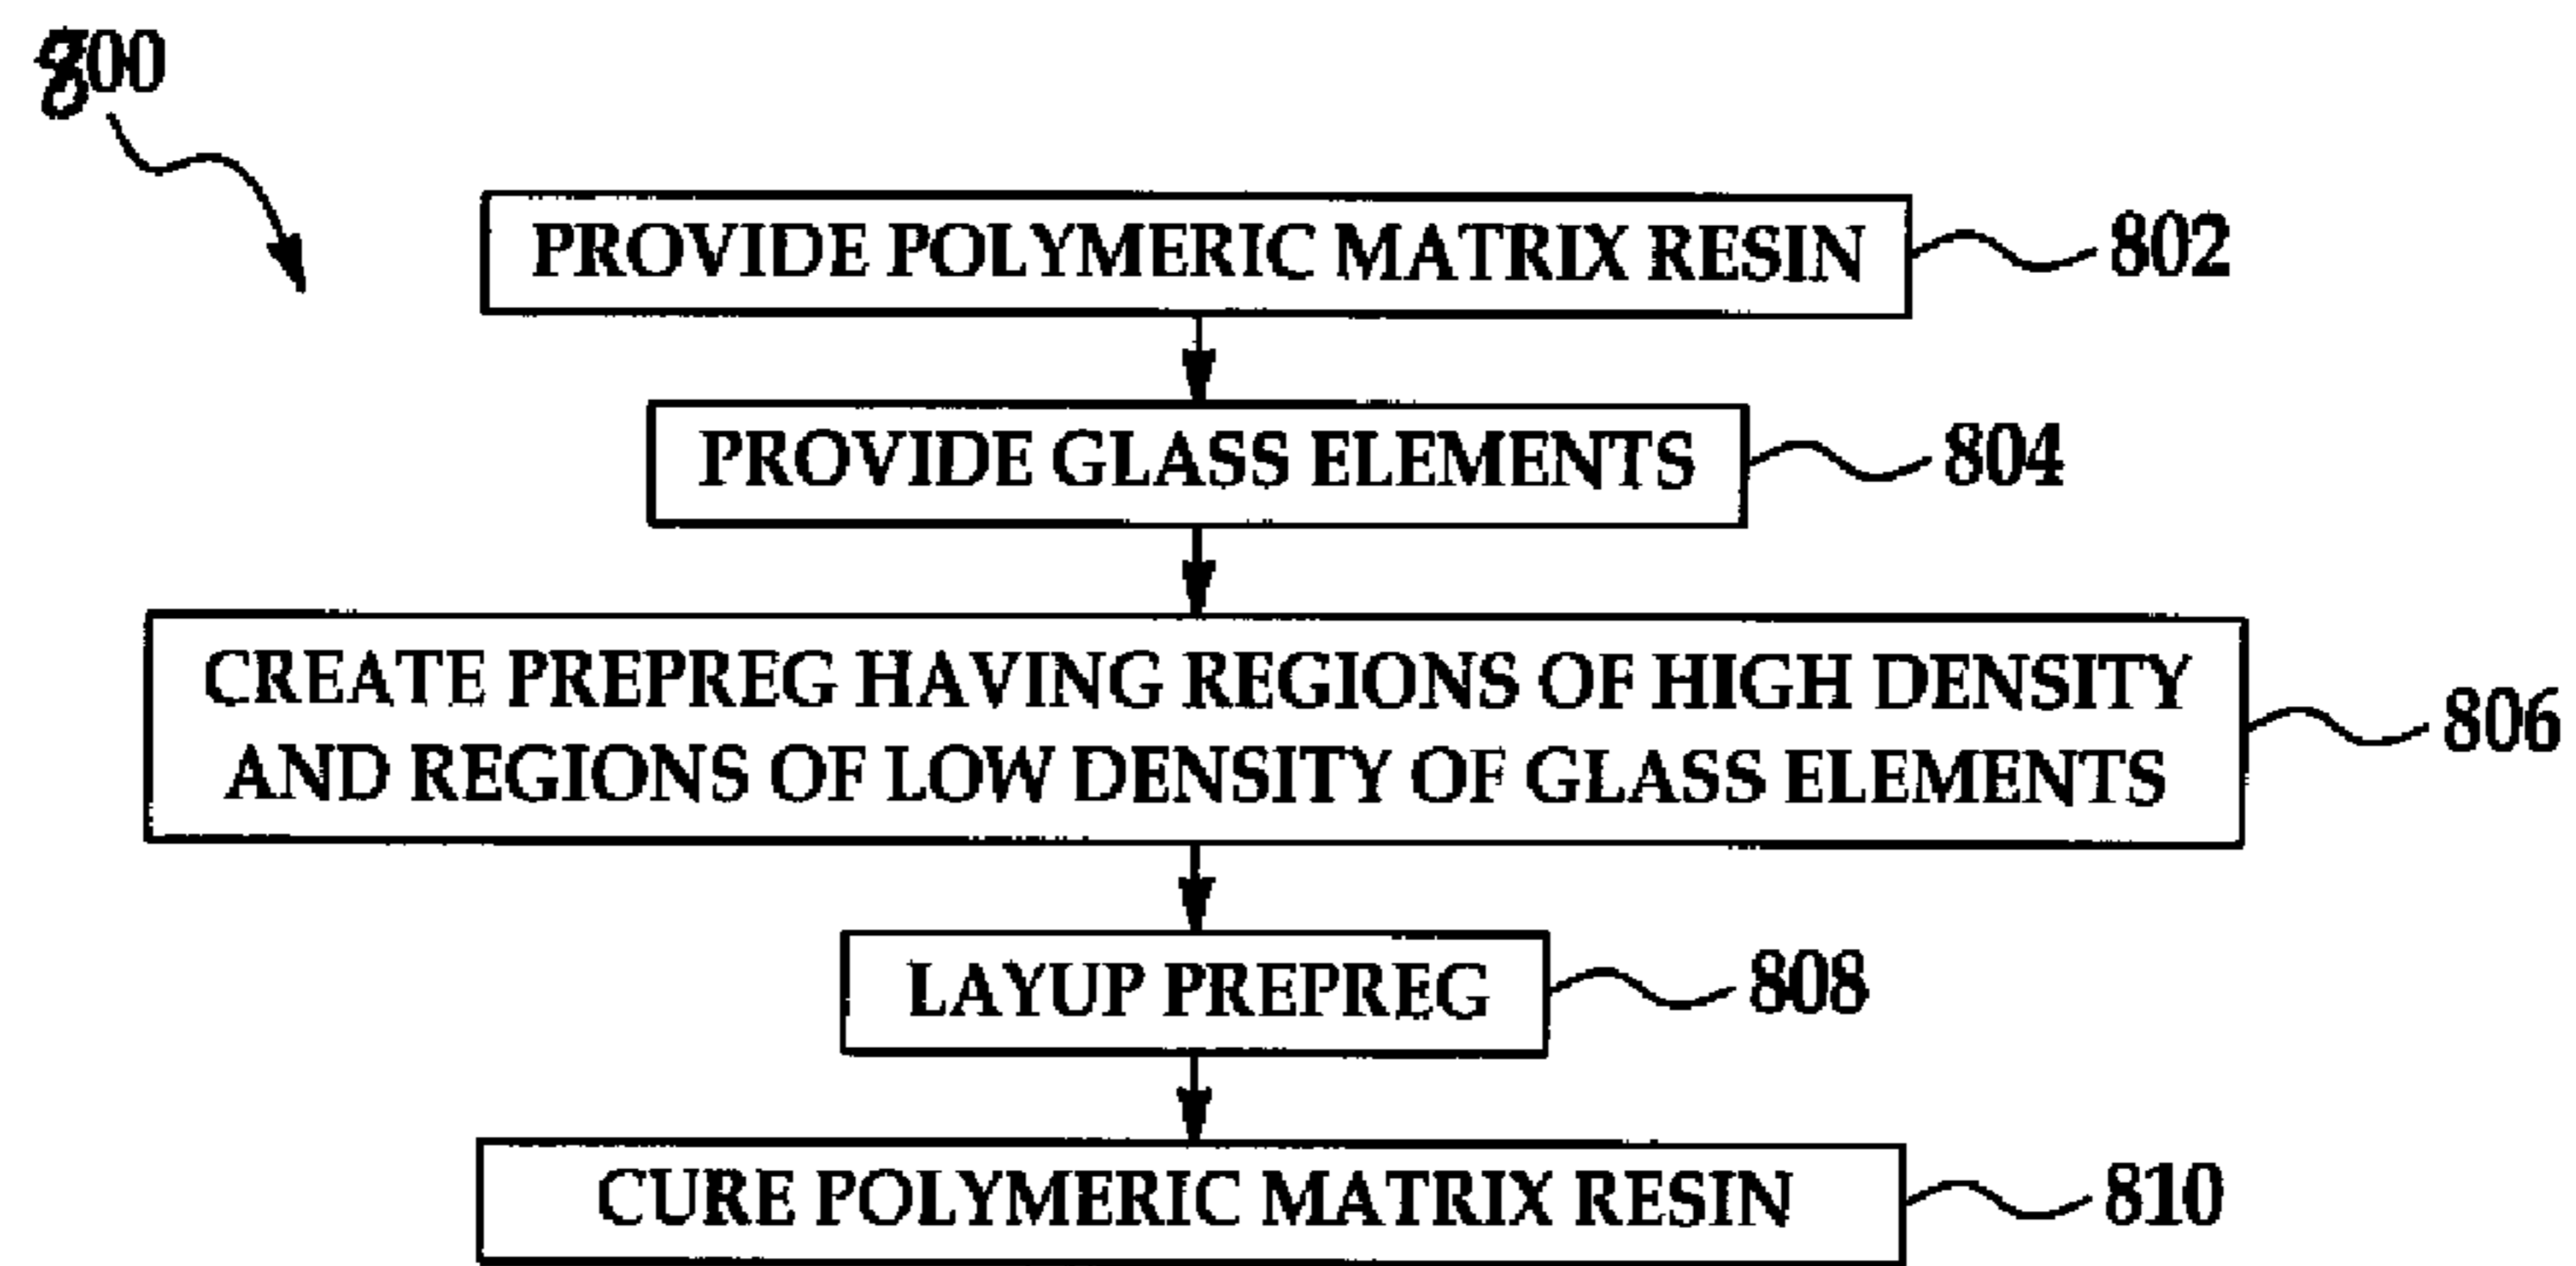 800
PROVIDE POLYMERIC MATRIX RESIN
802
PROVIDE GLASS ELEMENTS
804
CREATE PREPREG HAVING REGIONS OF HIGH DENSITY
AND REGIONS OF LOW DENSITY OF GLASS ELEMENTS
806
LAYUP PREPREG
808
CURE POLYMERIC MATRIX RESIN
810